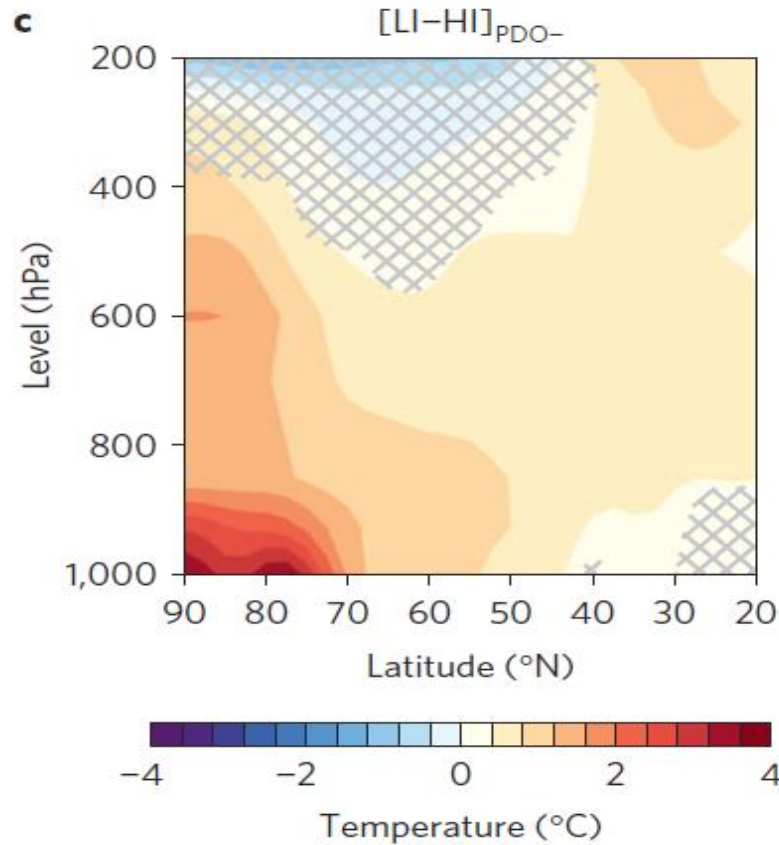 c [LI–HI]PDO–
200
400
600
800
1,000
Level (hPa)
90 80 70 60 50 40 30 20
Latitude (°N)
−4 −2 0 2 4
Temperature (°C)